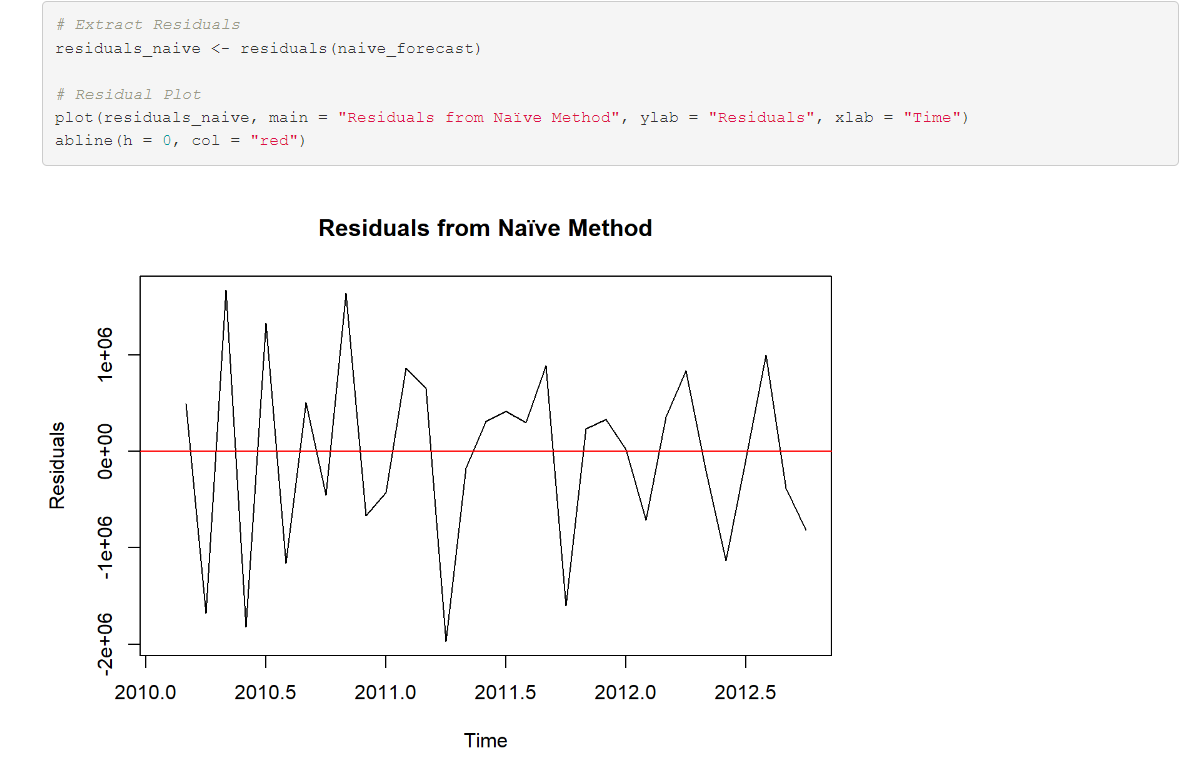 # Extract Residuals
residuals_naive <- residuals(naive_forecast)
# Residual Plot
plot(residuals_naive, main = "Residuals from Naïve Method", ylab = "Residuals", xlab = "Time")
abline(h = 0, col = "red")
Residuals from Naïve Method
Residuals
1e+06
0e+00
-1e+06
-2e+06
2010.0 2010.5 2011.0 2011.5 2012.0 2012.5
Time